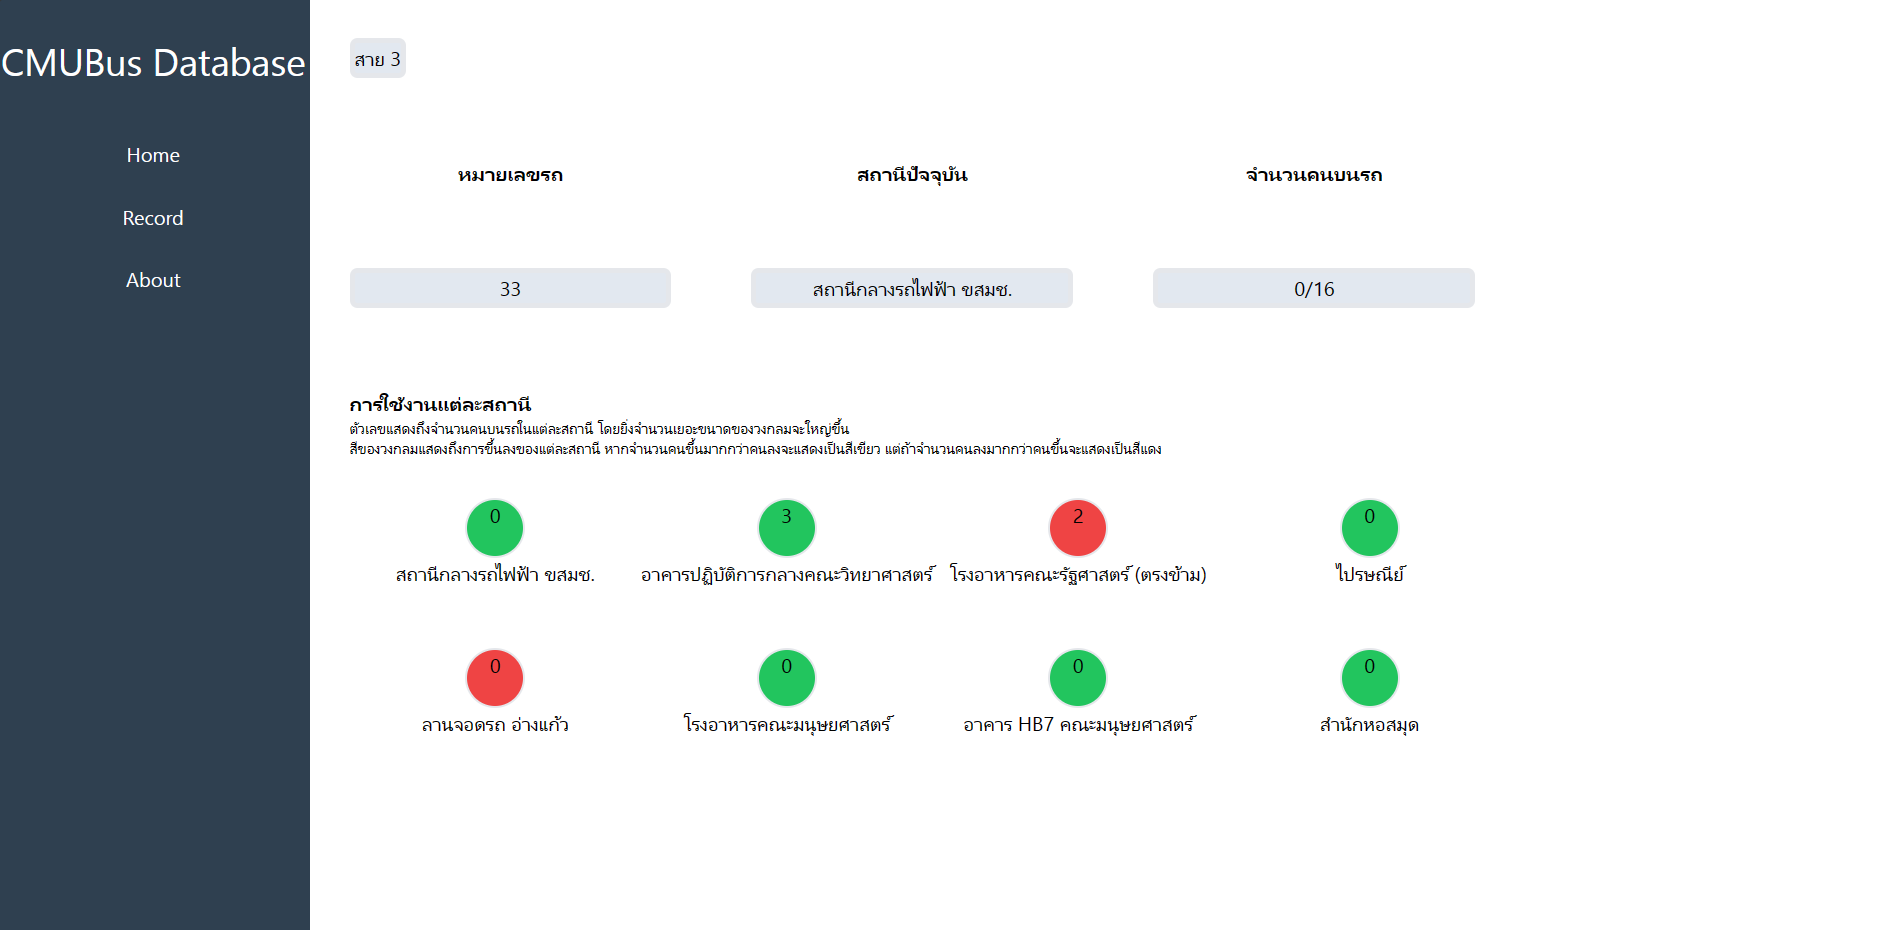 CMUBus Database
Home
Record
About
สาย 3
หมายเลขรถ
สถานีปัจจุบัน
จำนวนคนบนรถ
33
สถานีกลางรถไฟฟ้า ขสมช.
0/16
การใช้งานแต่ละสถานี
ตัวเลขแสดงถึงจำนวนคนบนรถในแต่ละสถานี โดยยิ่งจำนวนเยอะขนาดของวงกลมจะใหญ่ขึ้น
สีของวงกลมแสดงถึงการขึ้นลงของแต่ละสถานี หากจำนวนคนขึ้นมากกว่าคนลงจะแสดงเป็นสีเขียว แต่ถ้าจำนวนคนลงมากกว่าคนขึ้นจะแสดงเป็นสีแดง
0
สถานีกลางรถไฟฟ้า ขสมช.
3
อาคารปฏิบัติการกลางคณะวิทยาศาสตร์
2
โรงอาหารคณะรัฐศาสตร์ (ตรงข้าม)
0
ไปรษณีย์
0
ลานจอดรถ อ่างแก้ว
0
โรงอาหารคณะมนุษยศาสตร์
0
อาคาร HB7 คณะมนุษยศาสตร์
0
สำนักหอสมุด